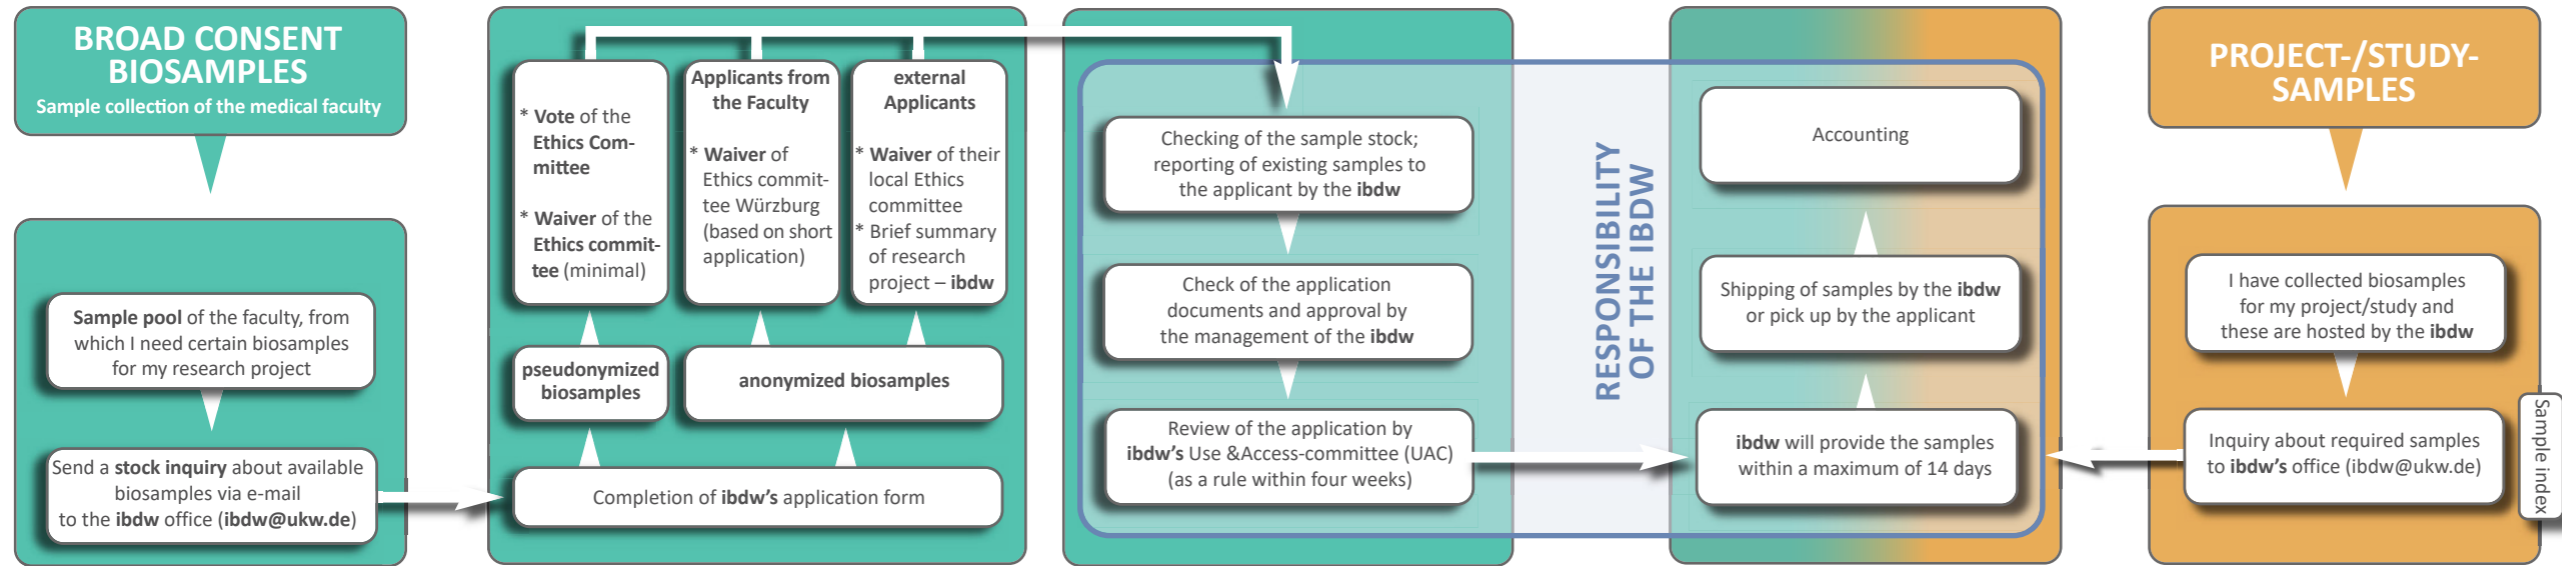 BROAD CONSENT
BIOSAMPLES
Sample collection of the medical faculty
Sample pool of the faculty, from
which I need certain biosamples
for my research project
Send a stock inquiry about available
biosamples via e-mail
to the ibdw office (ibdw@ukw.de)
* Vote of the
Ethics Com-
mittee
* Waiver of the
Ethics commit-
tee (minimal)
Applicants from
the Faculty
* Waiver of
Ethics commit-
tee Würzburg
(based on short
application)
external
Applicants
* Waiver of their
local Ethics
committee
* Brief summary
of research
project – ibdw
pseudonymized
biosamples
anonymized biosamples
Completion of ibdw's application form
Checking of the sample stock;
reporting of existing samples to
the applicant by the ibdw
Check of the application
documents and approval by
the management of the ibdw
Review of the application by
ibdw's Use &Access-committee (UAC)
(as a rule within four weeks)
RESPONSIBILITY
OF THE IBDW
Accounting
Shipping of samples by the ibdw
or pick up by the applicant
ibdw will provide the samples
within a maximum of 14 days
PROJECT-/STUDY-
SAMPLES
I have collected biosamples
for my project/study and
these are hosted by the ibdw
Inquiry about required samples
to ibdw's office (ibdw@ukw.de)
Sample index